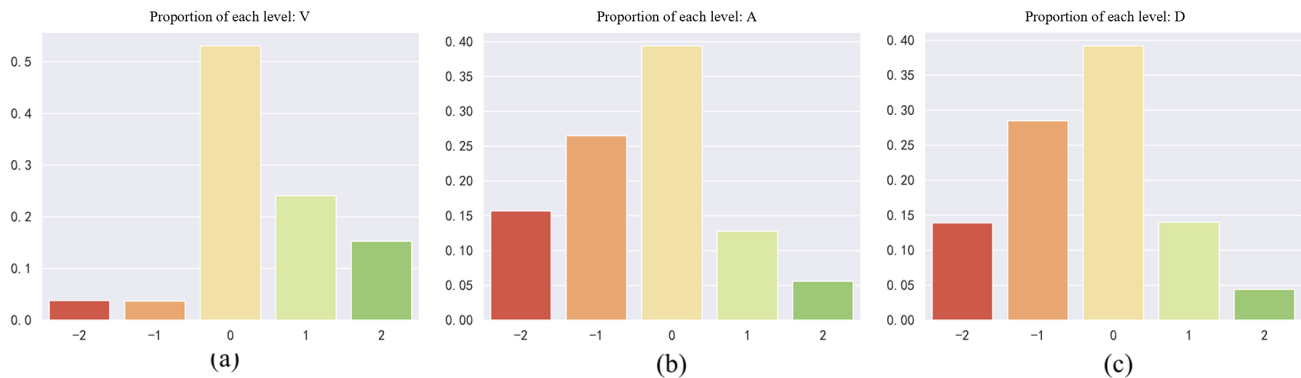 Proportion of each level: V
0.5
0.4
0.3
0.2
0.1
0.0
−2 −1 0 1 2
(a)
Proportion of each level: A
0.40
0.35
0.30
0.25
0.20
0.15
0.10
0.05
0.00
−2 −1 0 1 2
(b)
Proportion of each level: D
0.40
0.35
0.30
0.25
0.20
0.15
0.10
0.05
0.00
−2 −1 0 1 2
(c)